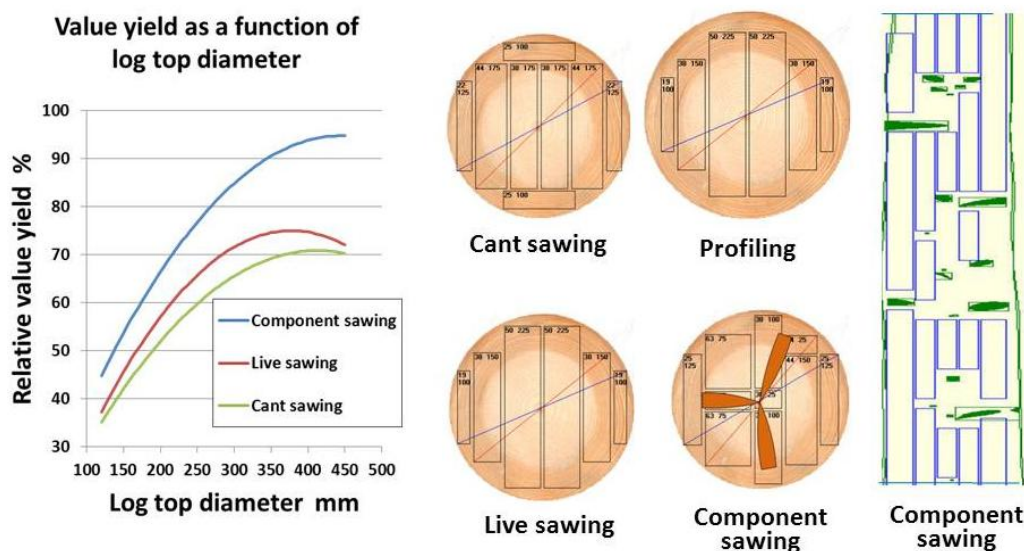 Value yield as a function of
log top diameter
Relative value yield %
100
90
80
70
60
50
40
30
100 150 200 250 300 350 400 450 500
Log top diameter mm
Component sawing
Live sawing
Cant sawing
25 100
44 175 38 175 38 175 44 175
22
125
22
125
25 100
Cant sawing
50 225 50 225
38 150
19
100
19
100
Profiling
50 225 50 225
38 150
19
100
19
100
Live sawing
38 100
63 75
25
125
44 150
25
125
63 75
Component
sawing
Component
sawing